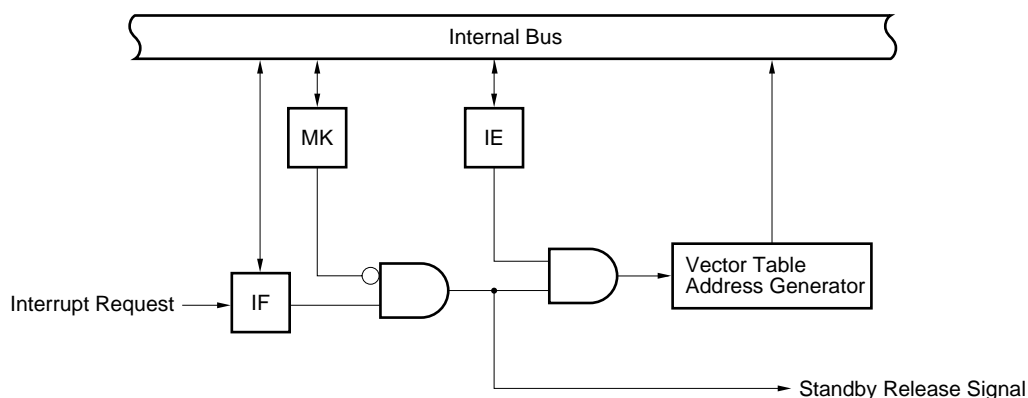 Internal Bus
MK
IE
Interrupt Request
IF
Vector Table
Address Generator
Standby Release Signal